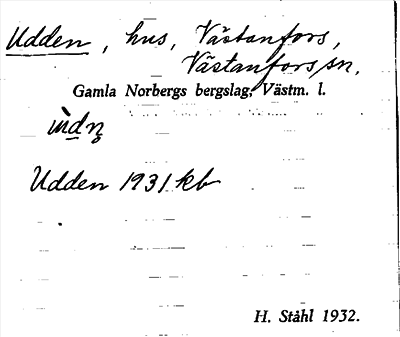 Udden, hus, Västanfors,
Västanfors sn.
Gamla Norbergs bergslag, Västm. l.
Udden 1931 kb
H. Ståhl 1932.